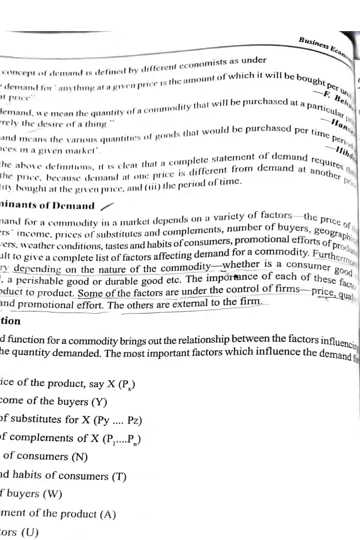 Business Econo
concept of demand is defined by different economists as under
demand for anything at a given price is the amount of which it will be bought per unit
at price"
—F. Ben
demand, we mean the quantity of a commodity that will be purchased at a particular
rely the desire of a thing"
—Han
and means the various quantities of goods that would be purchased per time perio
ces in a given market'.
—Hibd
the above definitions, it is clear that a complete statement of demand requires
the price, because demand at one price is different from demand at another
ity bought at the given price, and (iii) the period of time.
minants of Demand
mand for a commodity in a market depends on a variety of factors—the price of
ers' income, prices of substitutes and complements, number of buyers, geographi
vers, weather conditions, tastes and habits of consumers, promotional efforts of produ
ult to give a complete list of factors affecting demand for a commodity. Furthermo
ry depending on the nature of the commodity—whether is a consumer good
l, a perishable good or durable good etc. The importance of each of these facto
oduct to product. Some of the factors are under the control of firms—price, qual
and promotional effort. The others are external to the firm.
tion
d function for a commodity brings out the relationship between the factors influencin
he quantity demanded. The most important factors which influence the demand fo
ice of the product, say X (Px)
come of the buyers (Y)
of substitutes for X (Py .... Pz)
of complements of X (P1....Pn)
of consumers (N)
nd habits of consumers (T)
f buyers (W)
ment of the product (A)
tors (U)